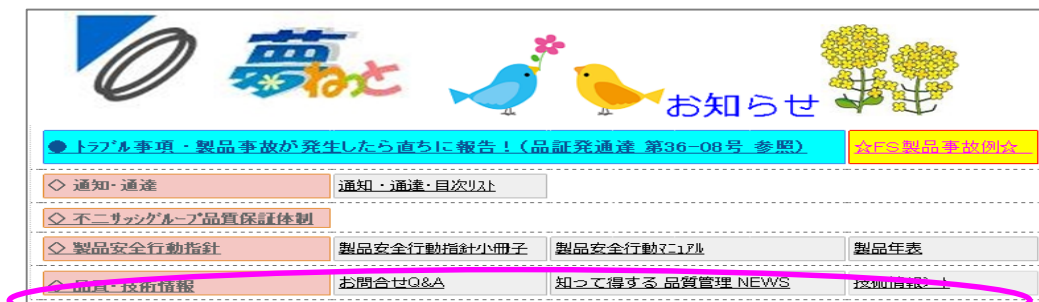 夢ねっと
お知らせ
● ﾄﾗﾌﾞﾙ事項・製品事故が発生したら直ちに報告！（品証発通達 第36-08号 参照） ☆FS製品事故例☆
◇ 通知・通達 通知・通達・目次ﾘｽﾄ
◇ 不二ｻｯｼｸﾞﾙｰﾌﾟ品質保証体制
◇ 製品安全行動指針 製品安全行動指針小冊子 製品安全行動ﾏﾆｭｱﾙ 製品年表
◇ 品質・技術情報 お問合せQ&A 知って得する 品質管理 NEWS 技術情報ｼｰﾄ